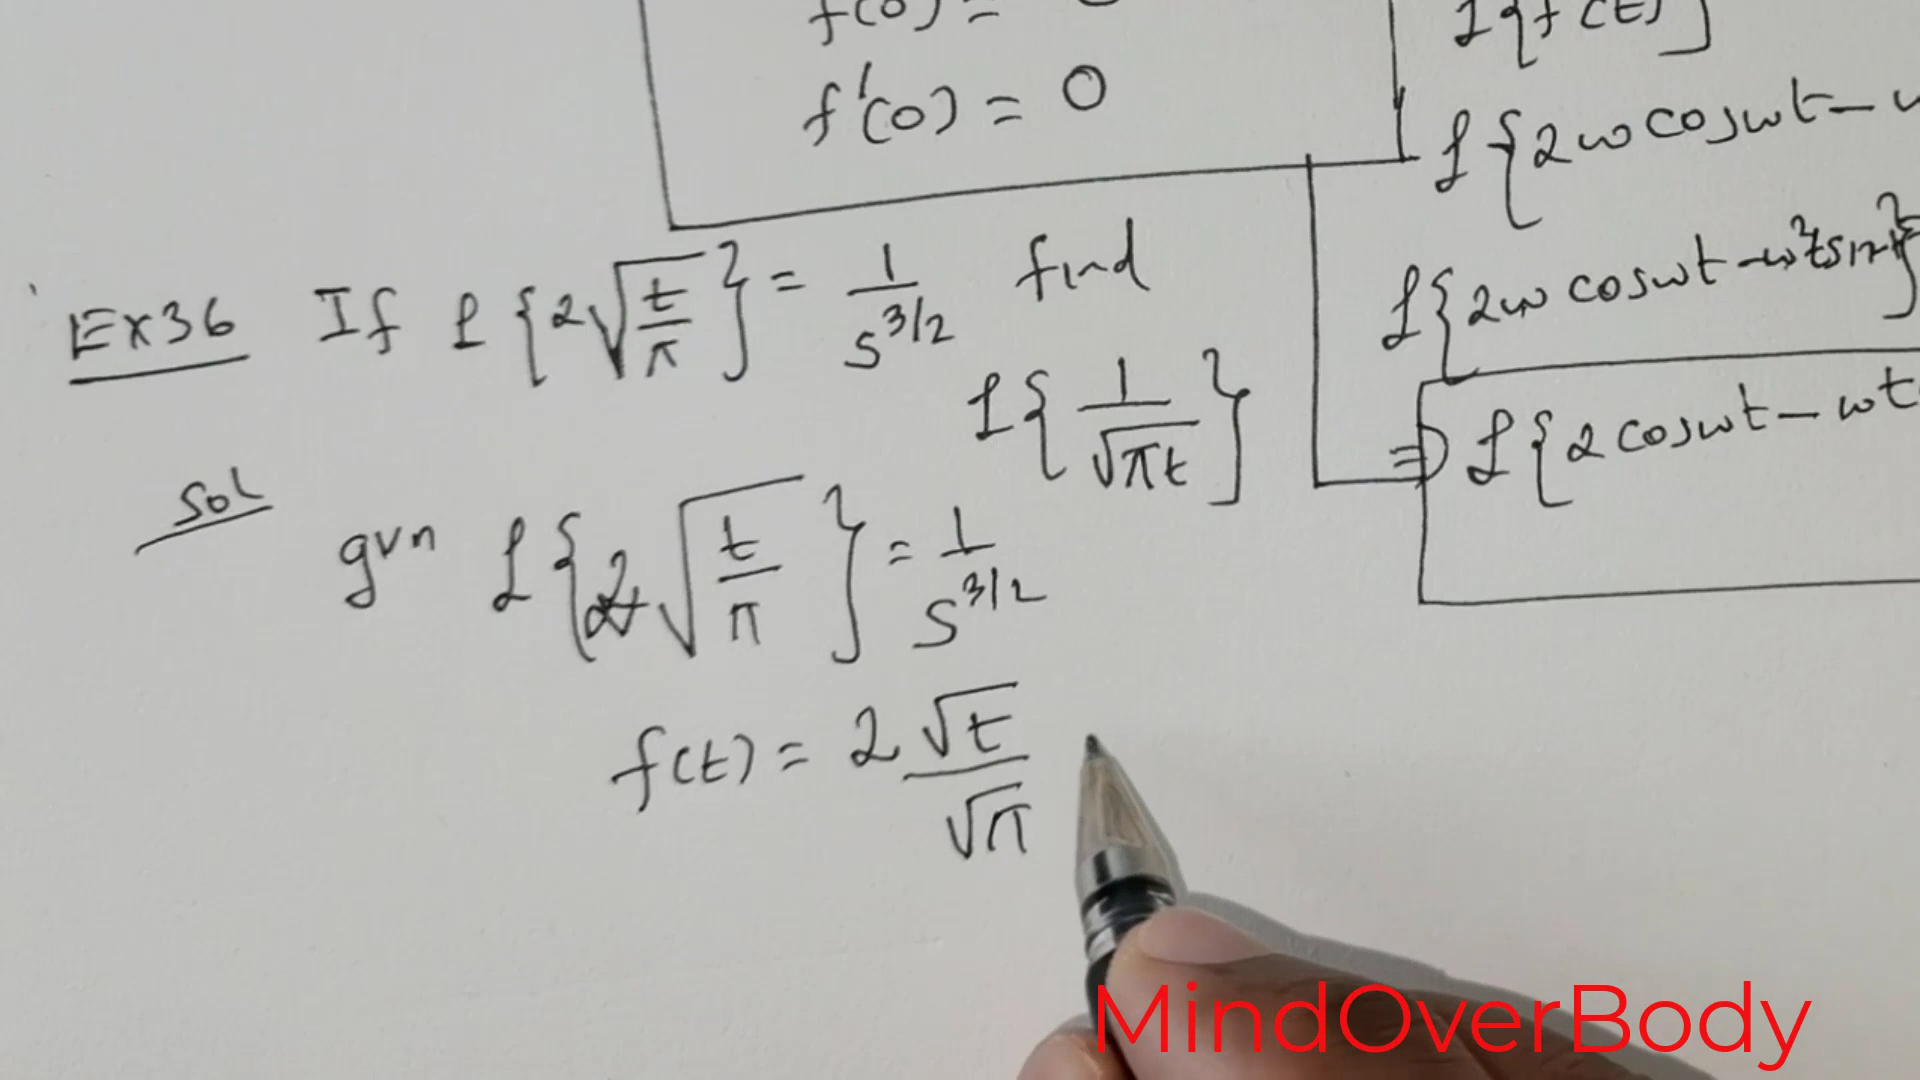 f(0) =
f'(0) = 0
Ex36 If L{2√(t/π)} = 1/s^3/2 find
L{1/√πt}
Sol
gvn L{2√(t/π)} = 1/s^3/2
f(t) = 2√t/√π
L{f(t)}
L{2ω cosωt -
L{2ω cosωt - ω²t sin
⇒ L{2 cosωt - ωt
MindOverBody